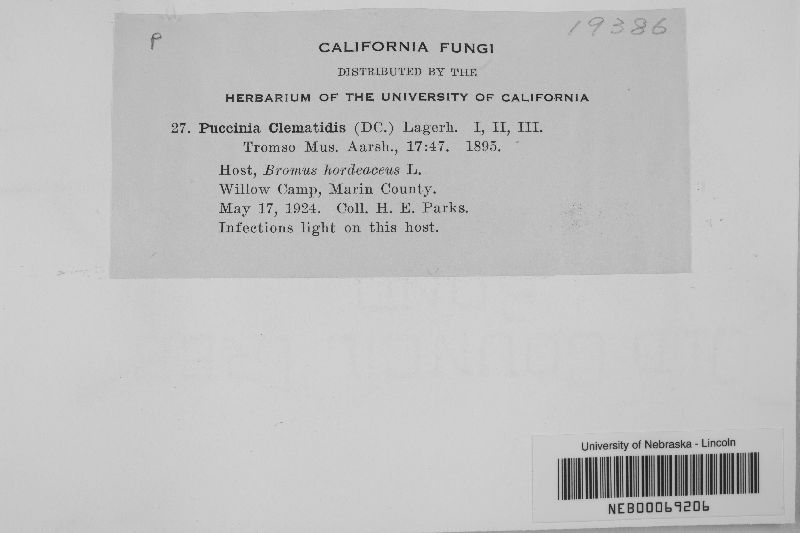 P
19386
CALIFORNIA FUNGI
DISTRIBUTED BY THE
HERBARIUM OF THE UNIVERSITY OF CALIFORNIA
27. Puccinia Clematidis (DC.) Lagerh. I, II, III.
Tromso Mus. Aarsh., 17:47. 1895.
Host, Bromus hordeaceus L.
Willow Camp, Marin County.
May 17, 1924. Coll. H. E. Parks.
Infections light on this host.
University of Nebraska - Lincoln
NEB00069206